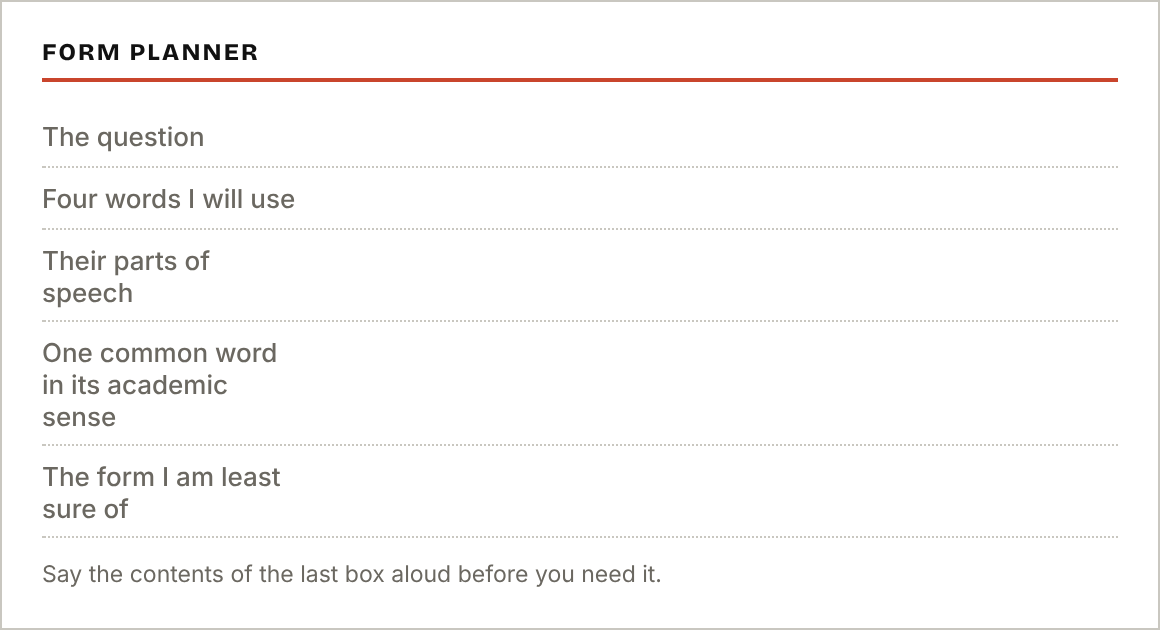 FORM PLANNER
The question
Four words I will use
Their parts of
speech
One common word
in its academic
sense
The form I am least
sure of
Say the contents of the last box aloud before you need it.